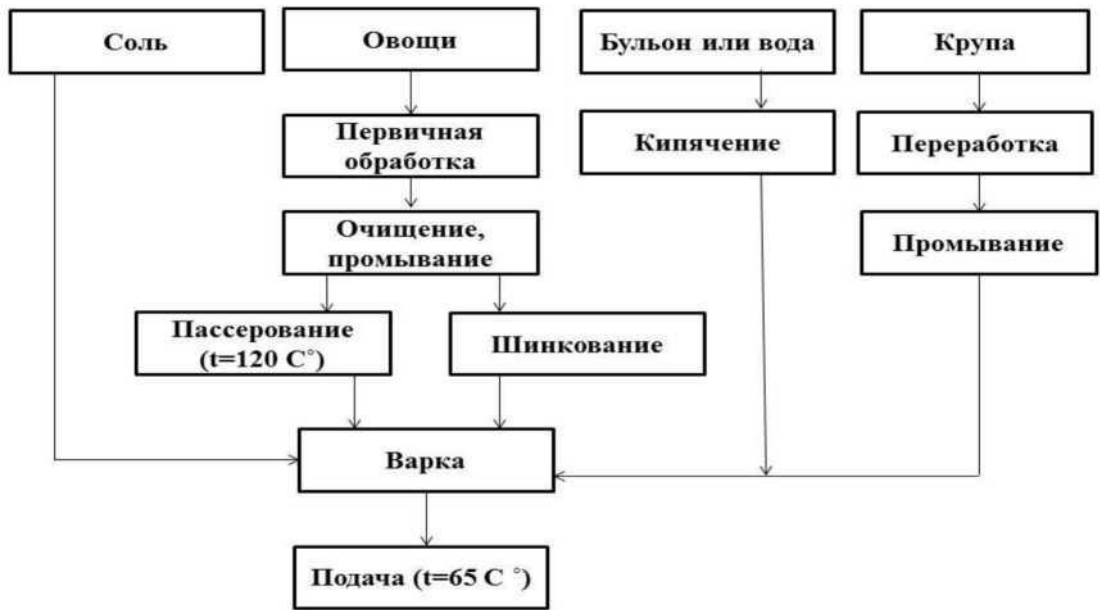 Соль
Овощи
Бульон или вода
Крупа
Первичная
обработка
Кипячение
Переработка
Очищение,
промывание
Промывание
Пассерование
(t=120 C˚)
Шинкование
Варка
Подача (t=65 C ˚)